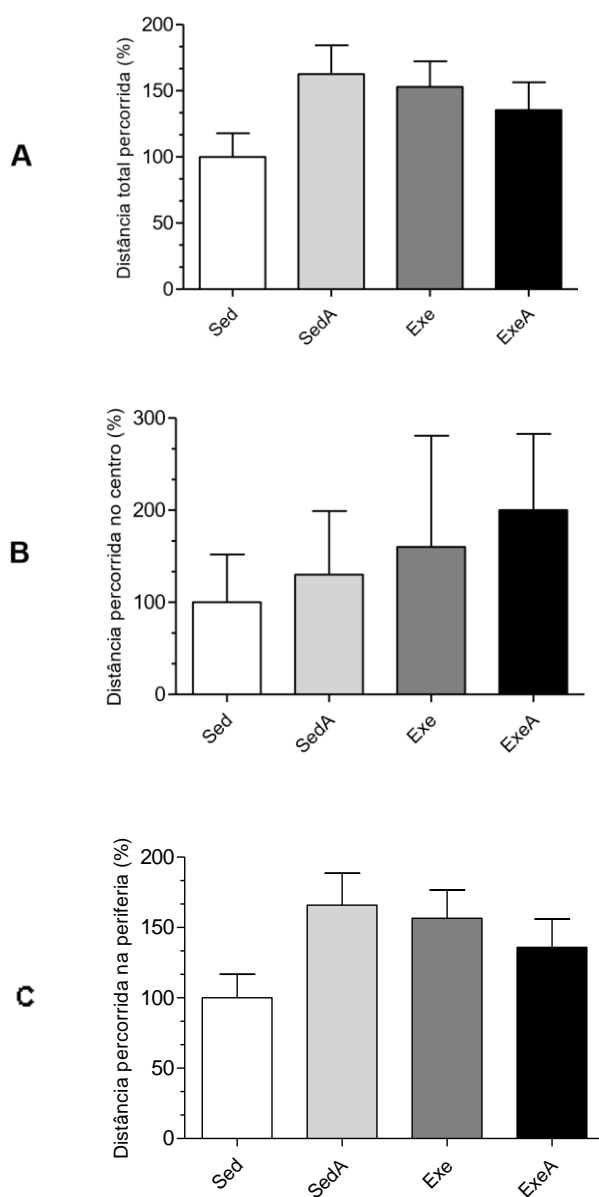 A
Distância total percorrida (%)
200
150
100
50
0
Sed
SedA
Exe
ExeA
B
Distância percorrida no centro (%)
300
200
100
0
Sed
SedA
Exe
ExeA
C
Distância percorrida na periferia (%)
200
150
100
50
0
Sed
SedA
Exe
ExeA